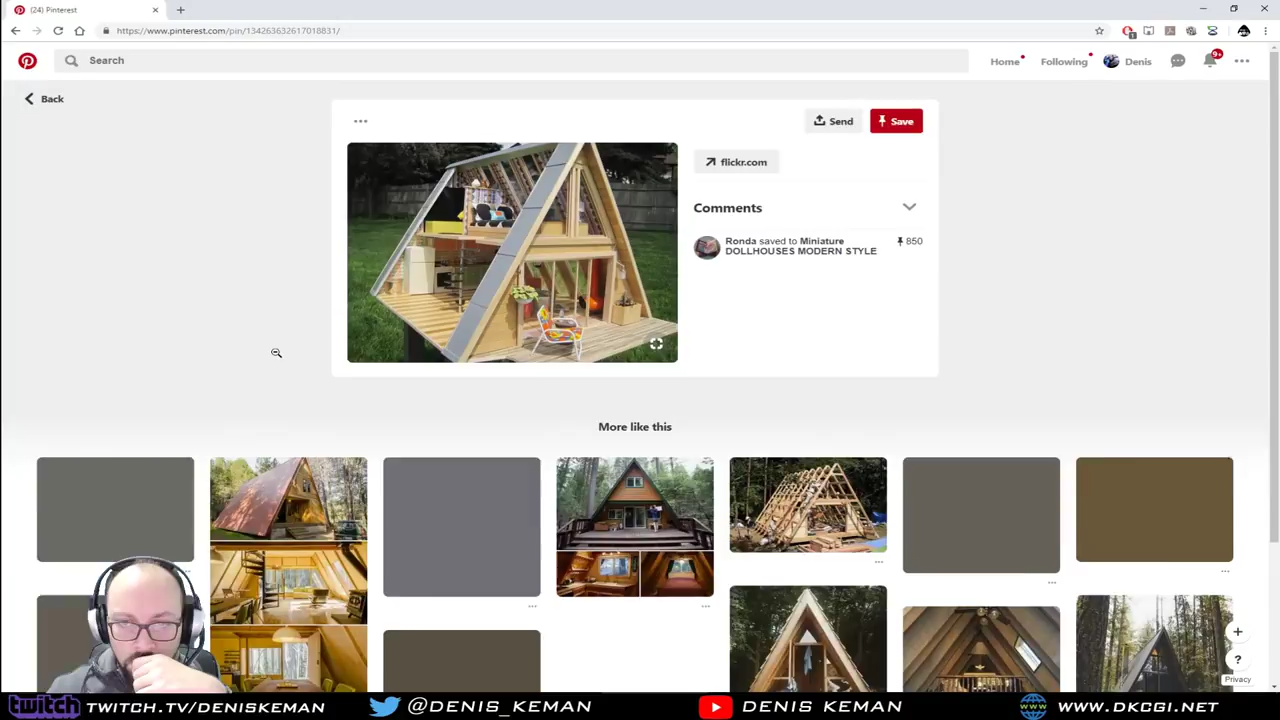 (24) Pinterest
https://www.pinterest.com/pin/134263632617018831/
Search
Home
Following
Denis
9+
Back
Send
Save
flickr.com
Comments
Ronda saved to Miniature
DOLLHOUSES MODERN STYLE
850
More like this
+
?
Privacy
twitch
TWITCH.TV/DENISKEMAN
@DENIS_KEMAN
DENIS KEMAN
WWW.DKCGI.NET